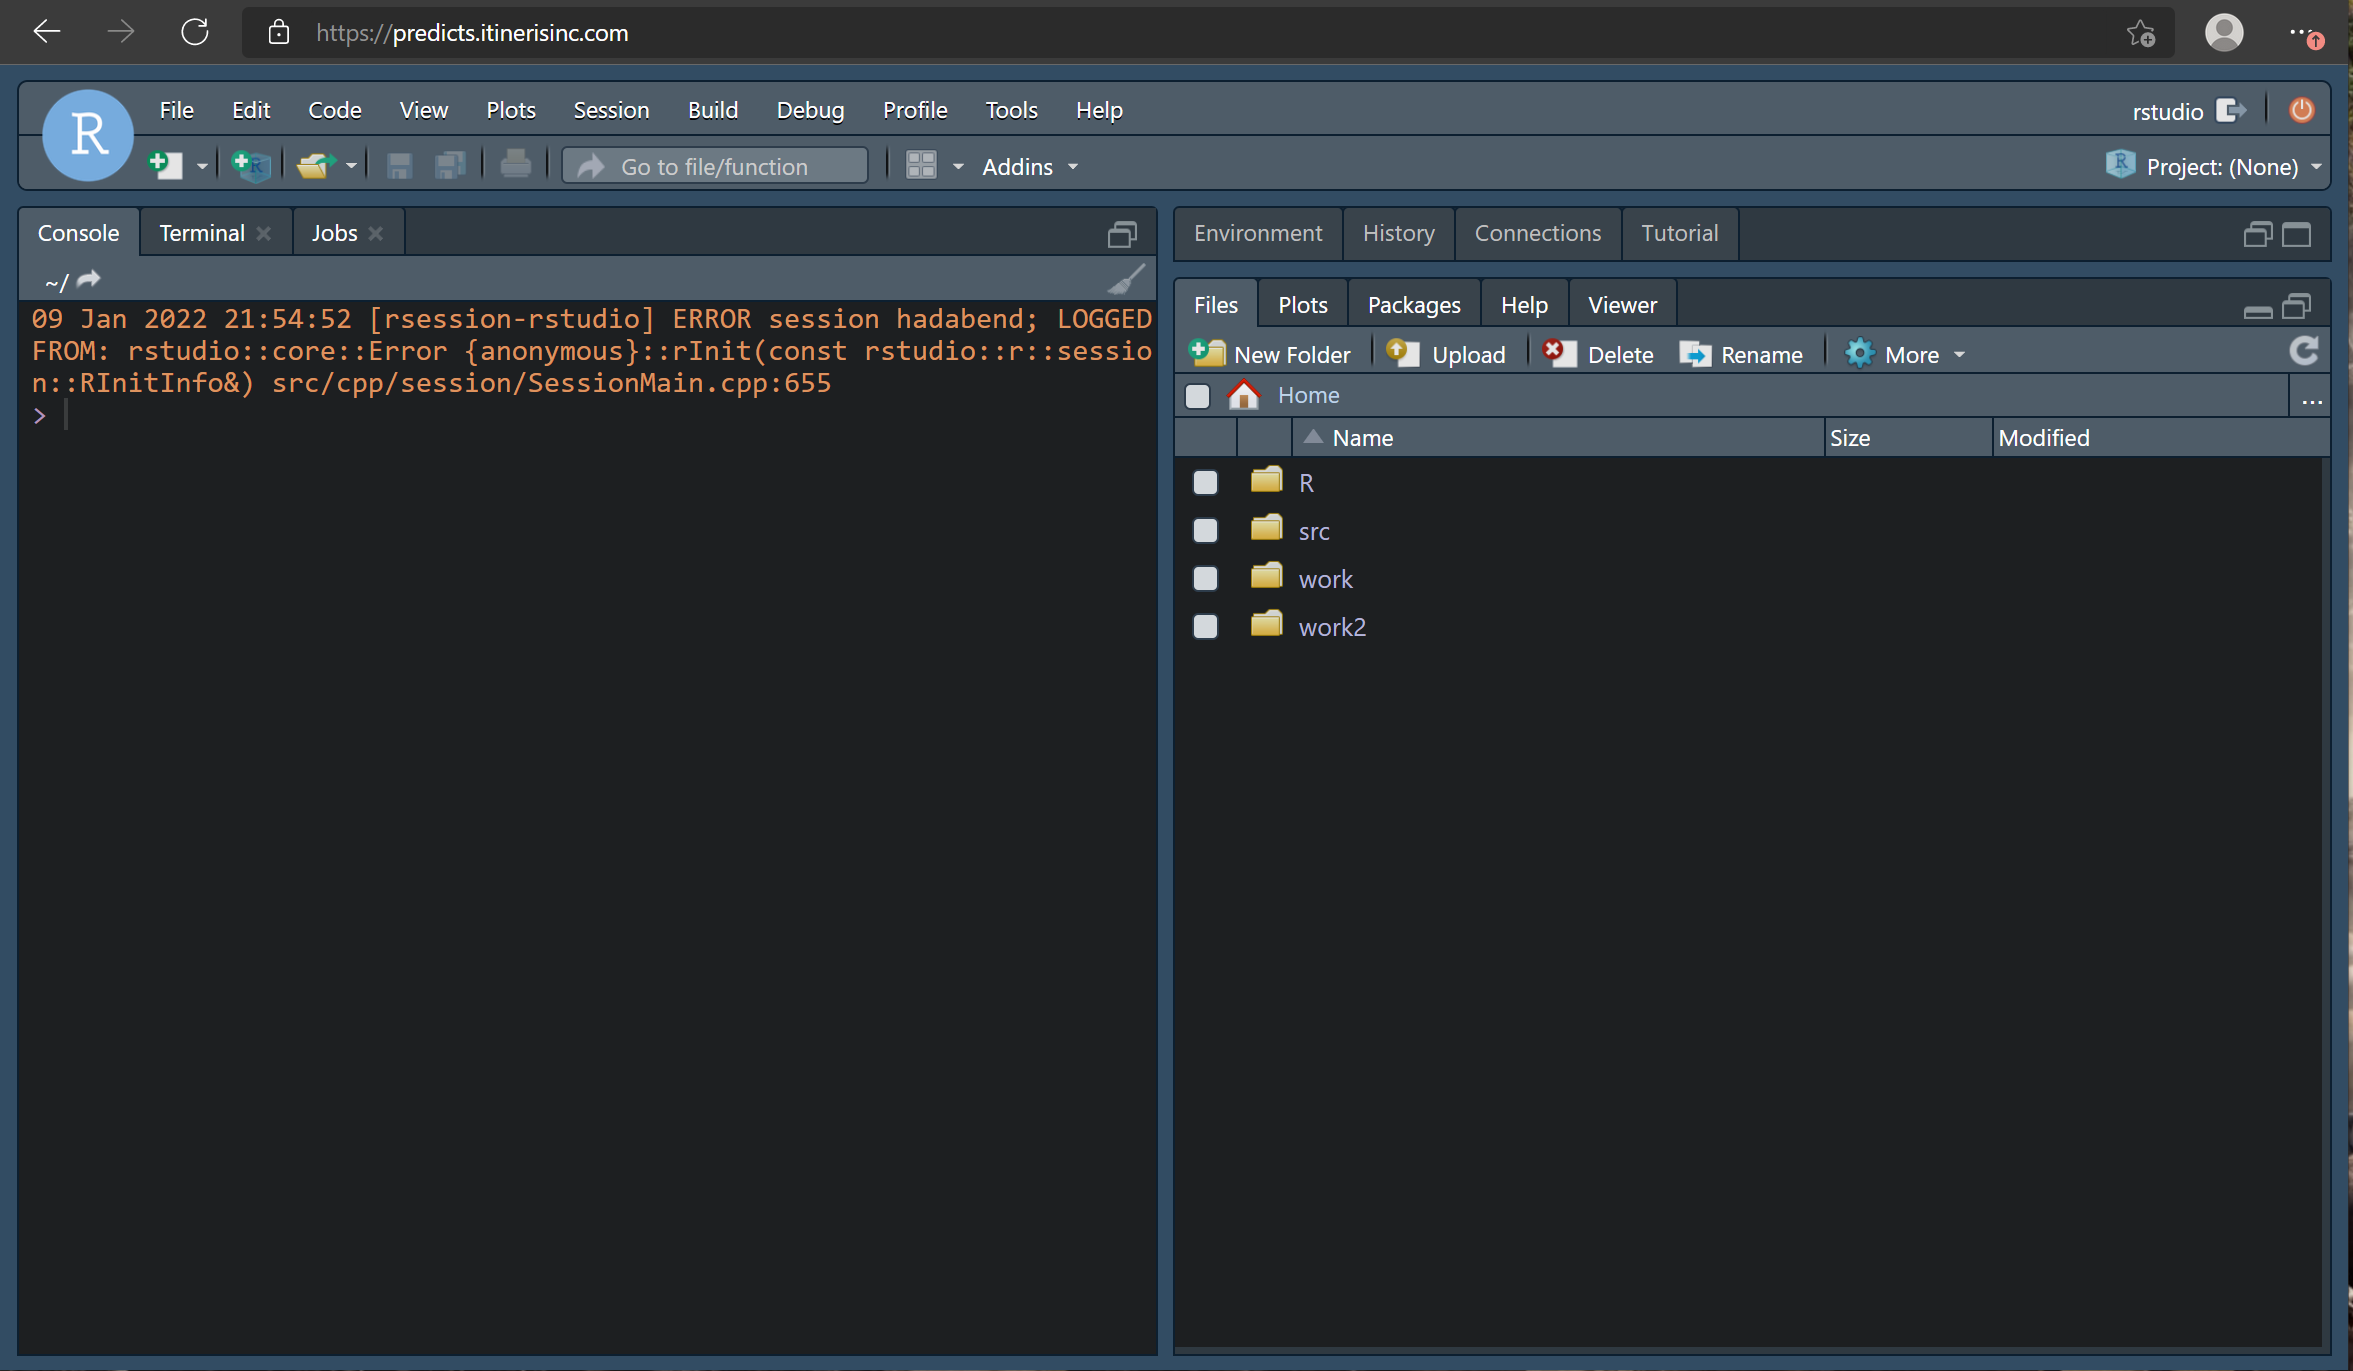 https://predicts.itinerisinc.com
R
File Edit Code View Plots Session Build Debug Profile Tools Help
rstudio
R Go to file/function Addins
R Project: (None)
Console Terminal Jobs
~/
09 Jan 2022 21:54:52 [rsession-rstudio] ERROR session hadabend; LOGGED
FROM: rstudio::core::Error {anonymous}::rInit(const rstudio::r::sessio
n::RInitInfo&) src/cpp/session/SessionMain.cpp:655
>
Environment History Connections Tutorial
Files Plots Packages Help Viewer
New Folder Upload Delete Rename More
Home ...
Name Size Modified
R
src
work
work2